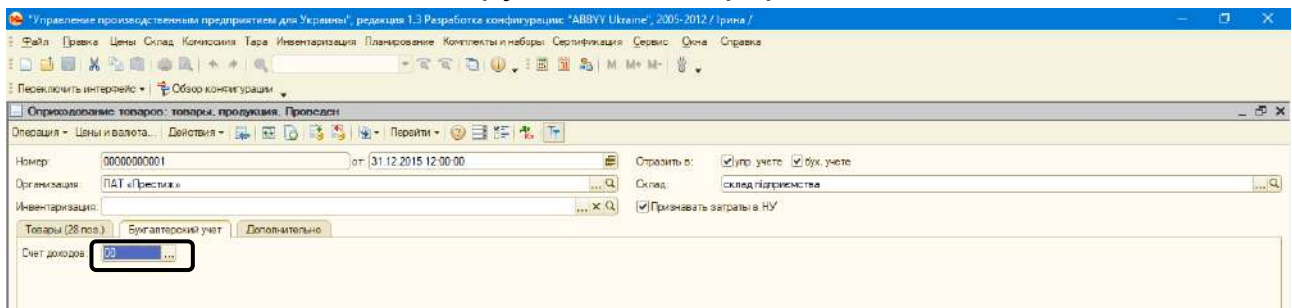 "Управление производственным предприятием для Украины", редакция 1.3 Разработка конфигурации: "ABBYY Ukraine", 2005-2012 / Ірина /
Файл Правка Цены Склад Комиссия Тара Инвентаризация Планирование Комплекты и наборы Сертификация Сервис Окна Справка
M M+ M-
Переключить интерфейс Обзор конфигурации
Оприходование товаров: товары, продукция. Проведен
Операция Цены и валюта... Действия Перейти
Номер: 00000000001 от: 31.12.2015 12:00:00 Отразить в: упр. учете бух. учете
Организация: ПАТ «Престиж» ... Склад: склад підприємства ...
Инвентаризация: ... x Признавать затраты в НУ
Товары (28 поз.) Бухгалтерский учет Дополнительно
Счет доходов: 00 ...